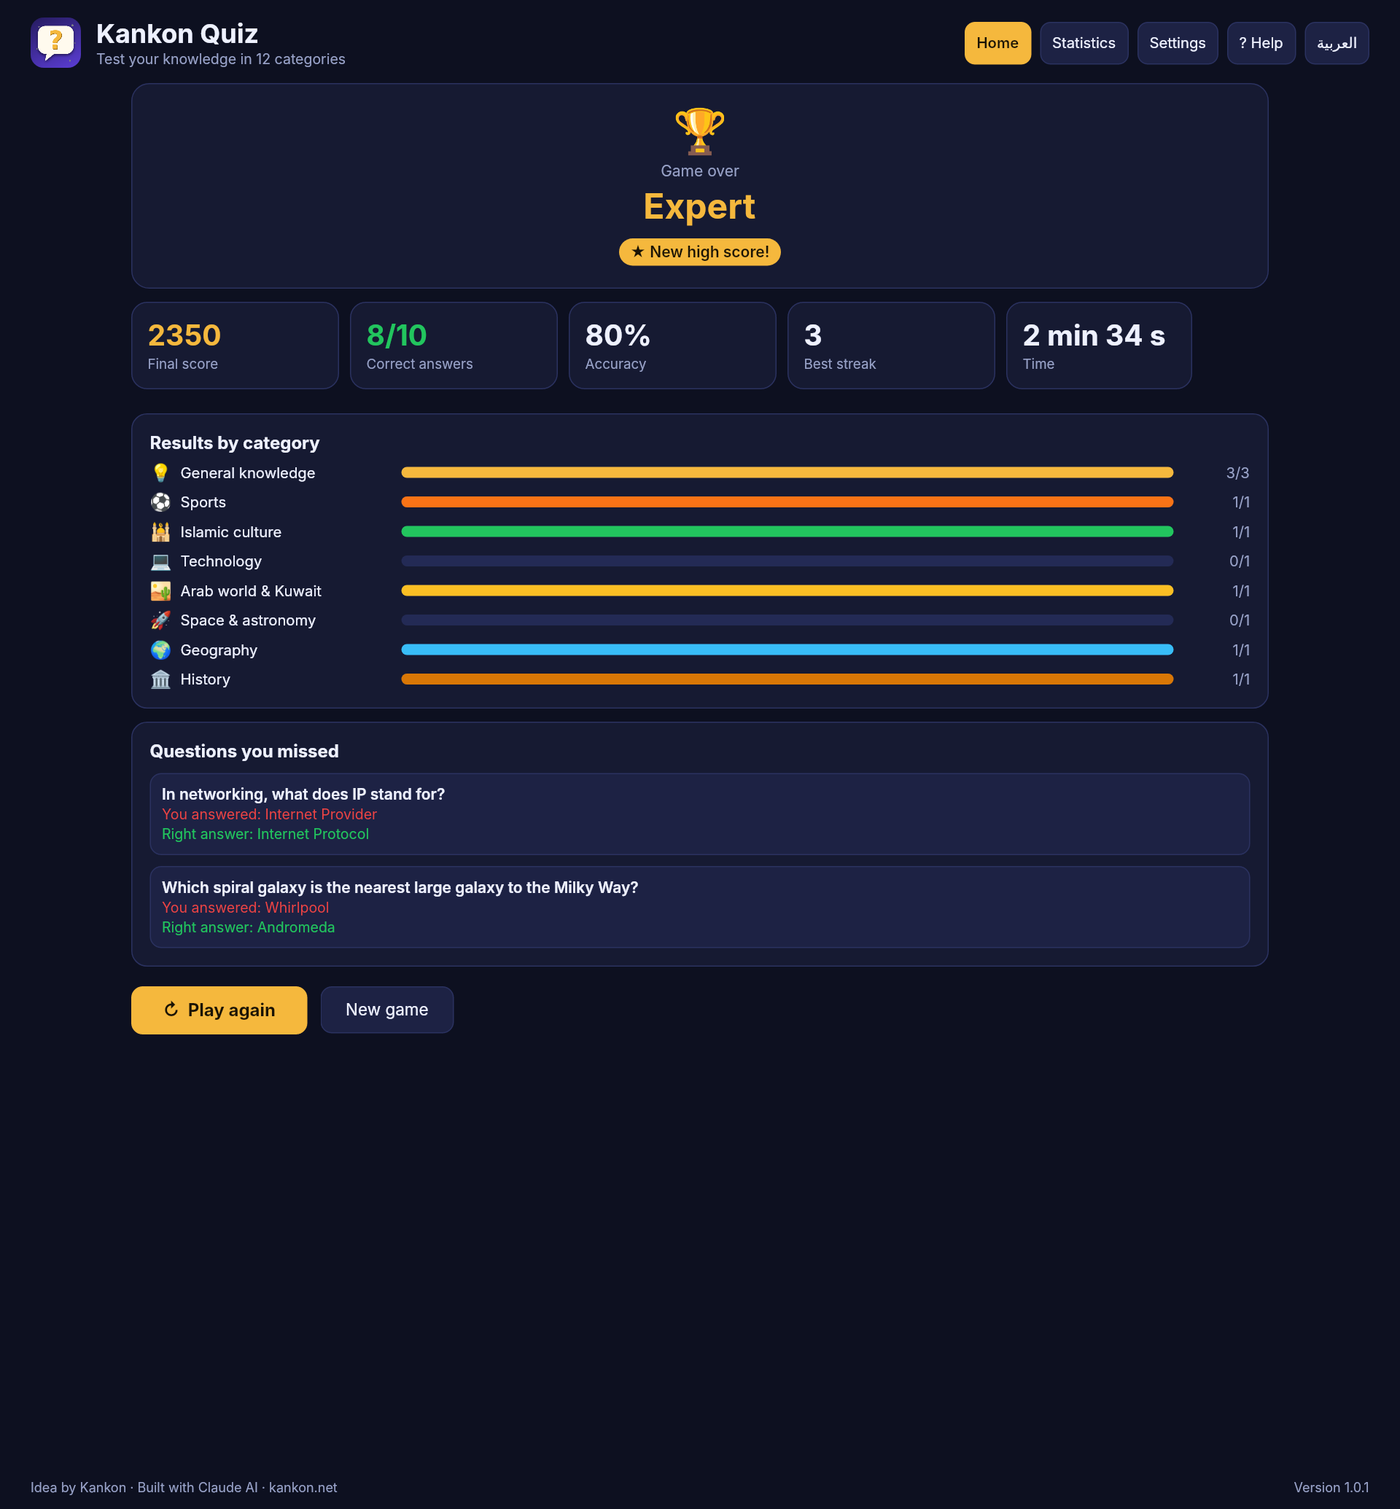 Kankon Quiz
Test your knowledge in 12 categories
Home
Statistics
Settings
? Help
العربية
Game over
Expert
★ New high score!
2350
Final score
8/10
Correct answers
80%
Accuracy
3
Best streak
2 min 34 s
Time
Results by category
General knowledge 3/3
Sports 1/1
Islamic culture 1/1
Technology 0/1
Arab world & Kuwait 1/1
Space & astronomy 0/1
Geography 1/1
History 1/1
Questions you missed
In networking, what does IP stand for?
You answered: Internet Provider
Right answer: Internet Protocol
Which spiral galaxy is the nearest large galaxy to the Milky Way?
You answered: Whirlpool
Right answer: Andromeda
↻ Play again
New game
Idea by Kankon · Built with Claude AI · kankon.net
Version 1.0.1